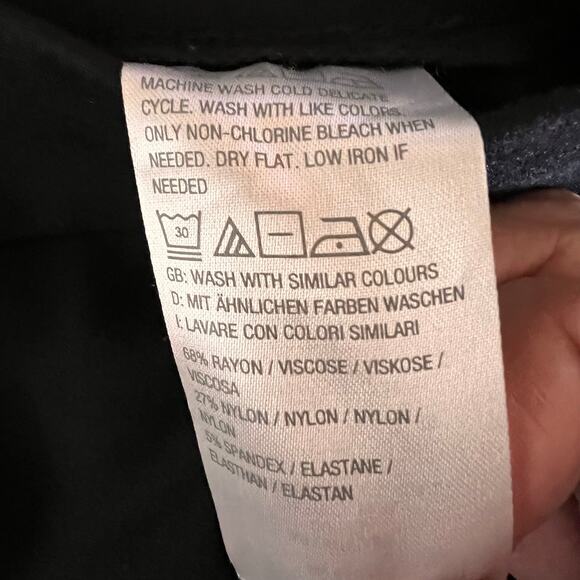 MACHINE WASH COLD DELICATE
CYCLE. WASH WITH LIKE COLORS.
ONLY NON-CHLORINE BLEACH WHEN
NEEDED. DRY FLAT. LOW IRON IF
NEEDED
30
GB: WASH WITH SIMILAR COLOURS
D: MIT ÄHNLICHEN FARBEN WASCHEN
I: LAVARE CON COLORI SIMILARI
68% RAYON / VISCOSE / VISKOSE /
VISCOSA
27% NYLON / NYLON / NYLON /
NYLON
5% SPANDEX / ELASTANE /
ELASTHAN / ELASTAN